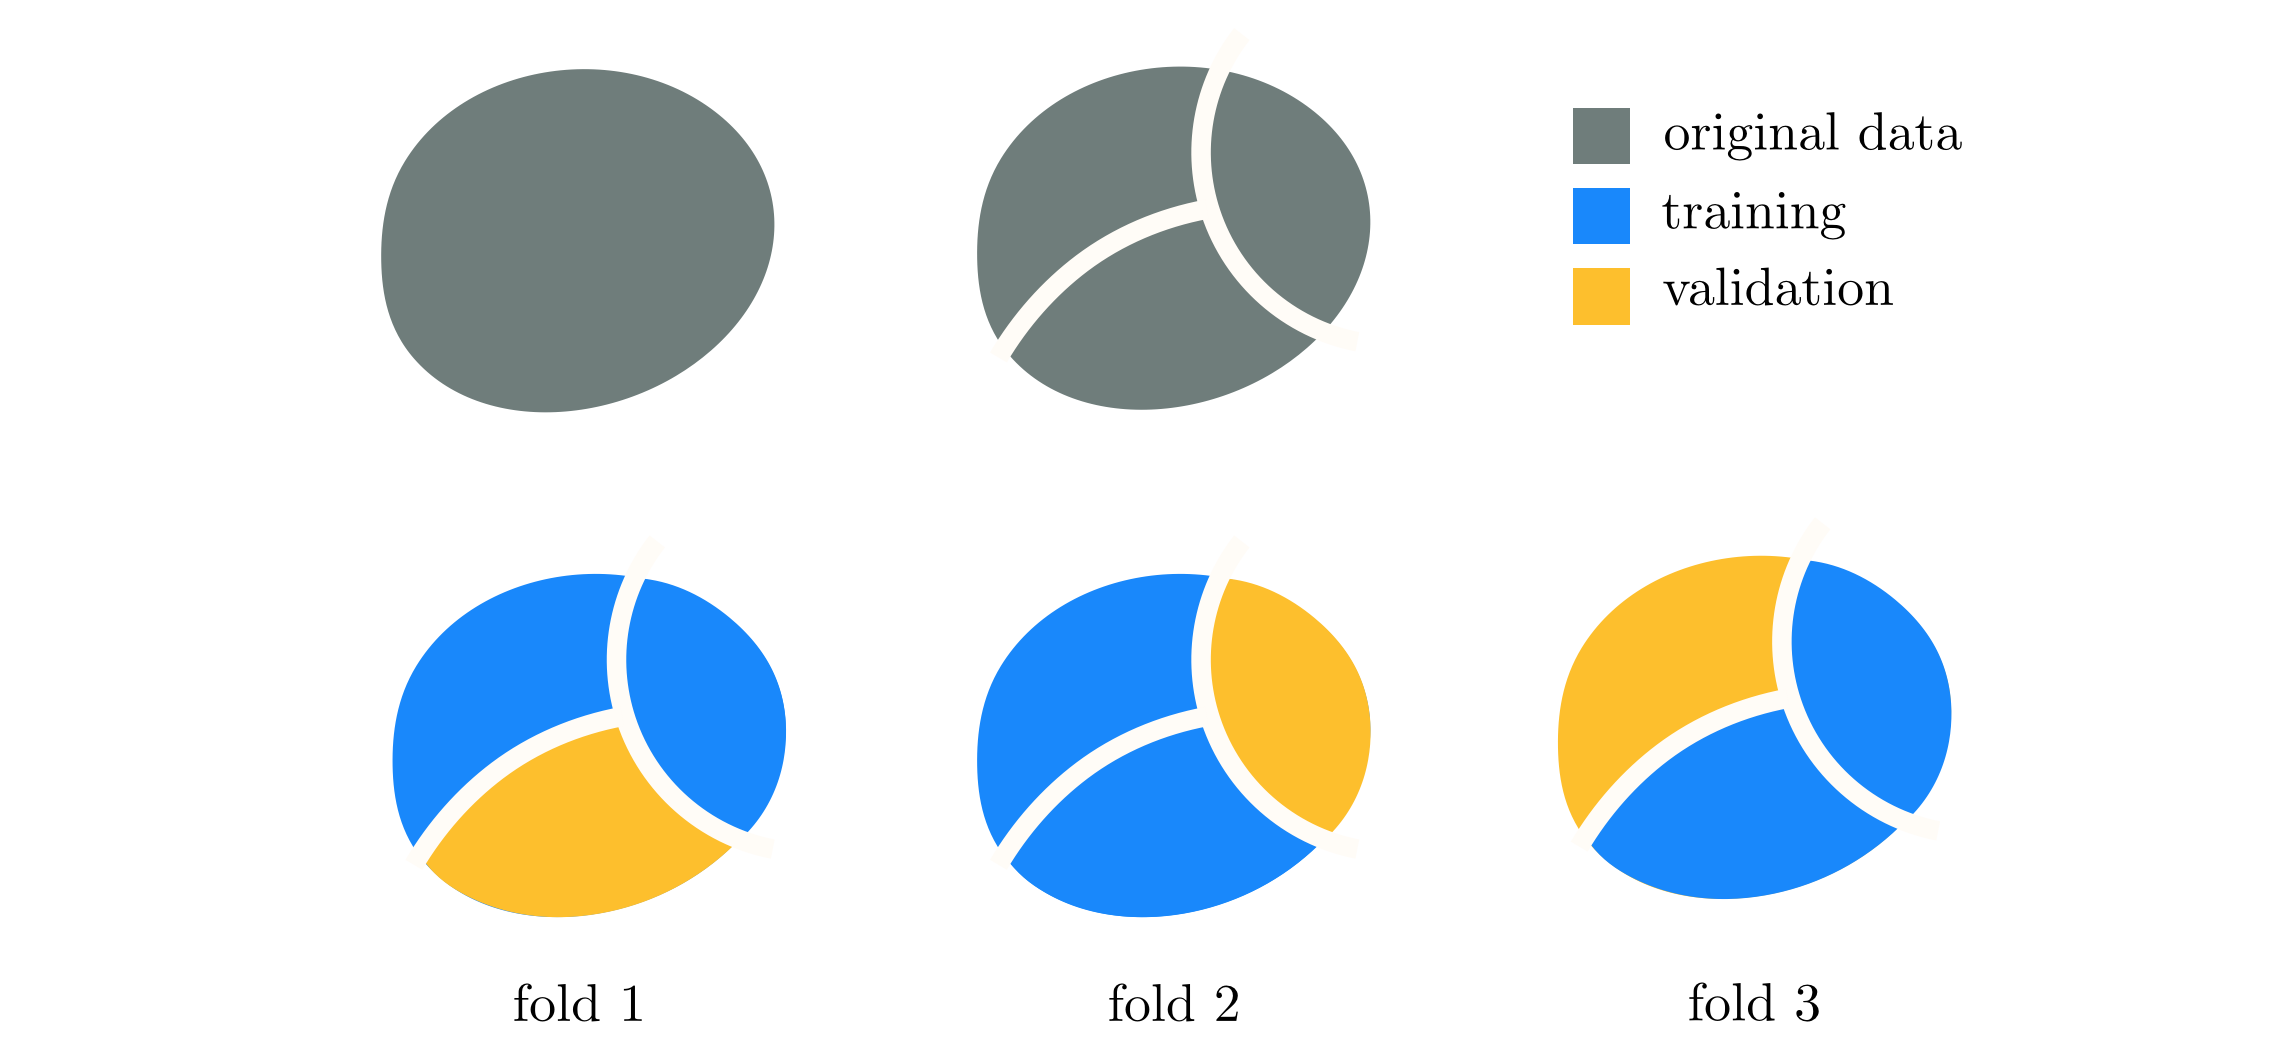 original data
training
validation
fold 1
fold 2
fold 3